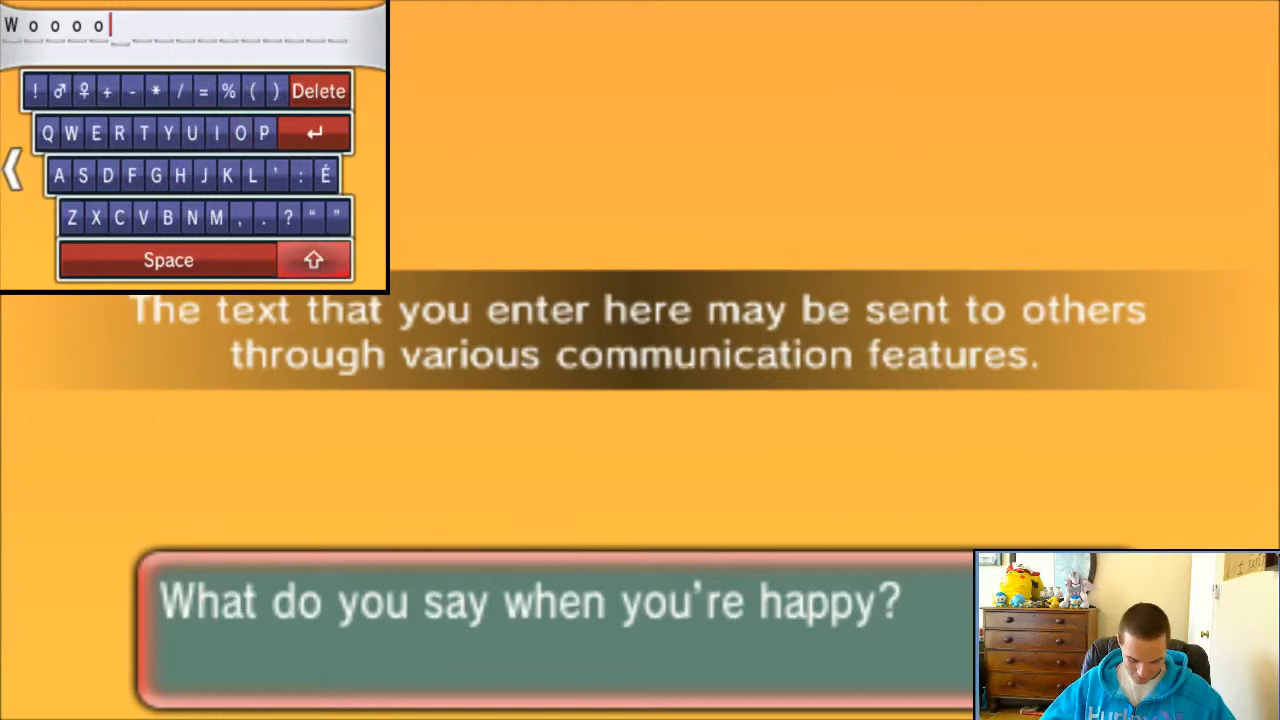 Woooo
! ♂ ♀ + - * / = % ( ) Delete
Q W E R T Y U I O P ↵
A S D F G H J K L ' : É
Z X C V B N M , . ? “ ”
Space
The text that you enter here may be sent to others
through various communication features.
What do you say when you're happy?
Hurley